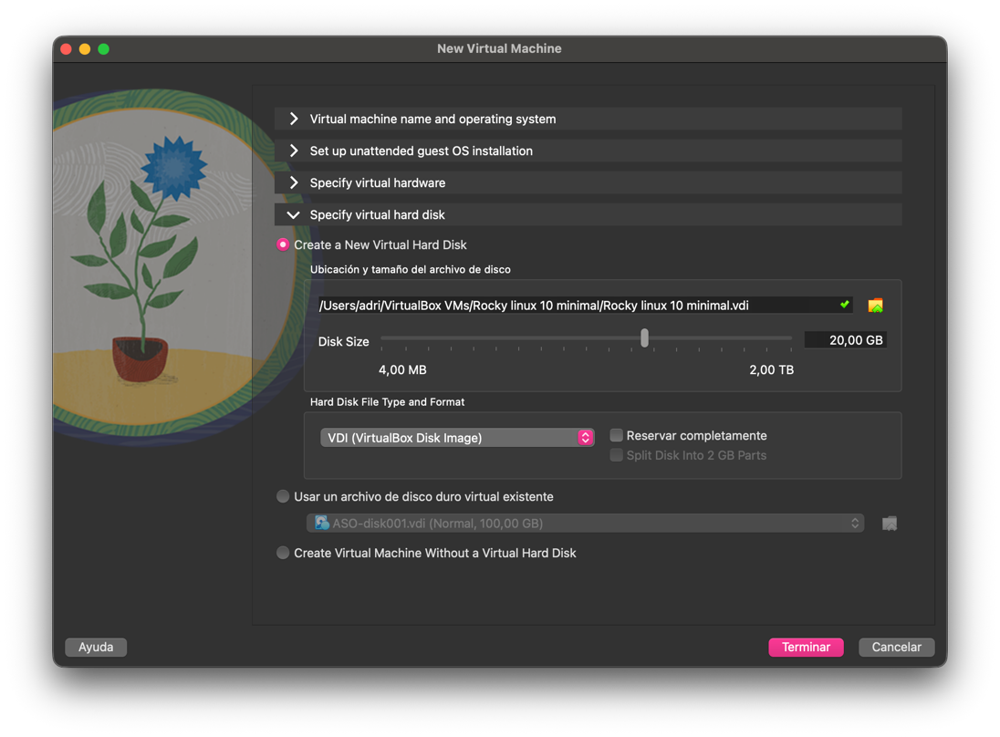 New Virtual Machine
Virtual machine name and operating system
Set up unattended guest OS installation
Specify virtual hardware
Specify virtual hard disk
Create a New Virtual Hard Disk
Ubicación y tamaño del archivo de disco
/Users/adri/VirtualBox VMs/Rocky linux 10 minimal/Rocky linux 10 minimal.vdi
Disk Size
20,00 GB
4,00 MB
2,00 TB
Hard Disk File Type and Format
VDI (VirtualBox Disk Image)
Reservar completamente
Split Disk Into 2 GB Parts
Usar un archivo de disco duro virtual existente
ASO-disk001.vdi (Normal, 100,00 GB)
Create Virtual Machine Without a Virtual Hard Disk
Ayuda
Terminar
Cancelar